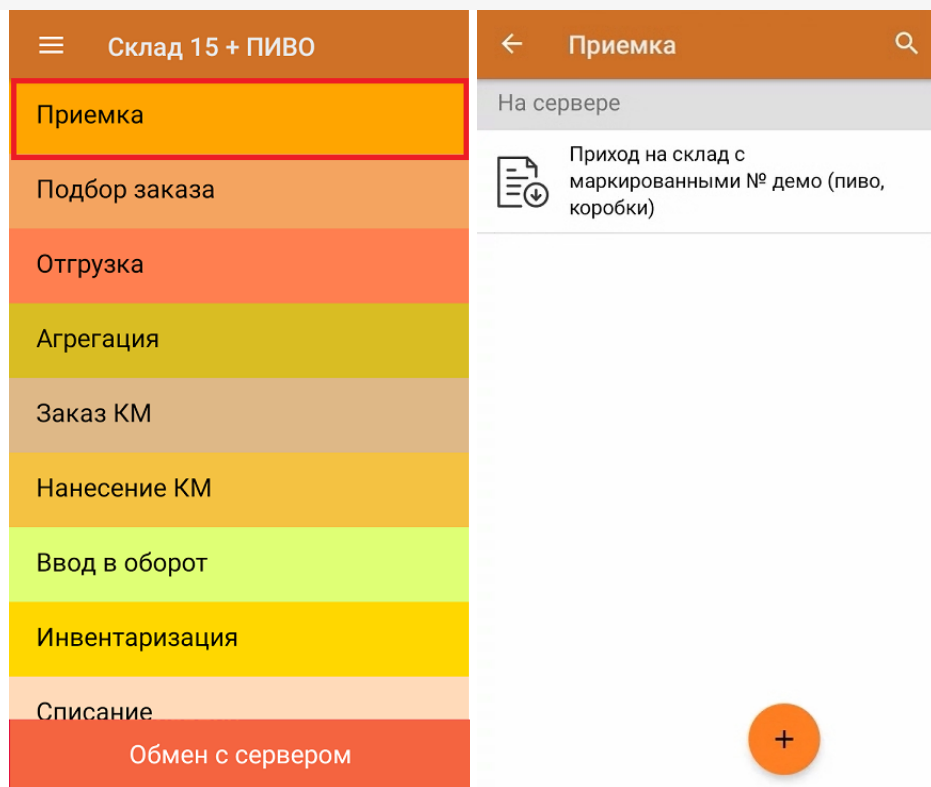 Склад 15 + ПИВО
Приемка
Подбор заказа
Отгрузка
Агрегация
Заказ КМ
Нанесение КМ
Ввод в оборот
Инвентаризация
Списание
Обмен с сервером
Приемка
На сервере
Приход на склад с
маркированными № демо (пиво,
коробки)